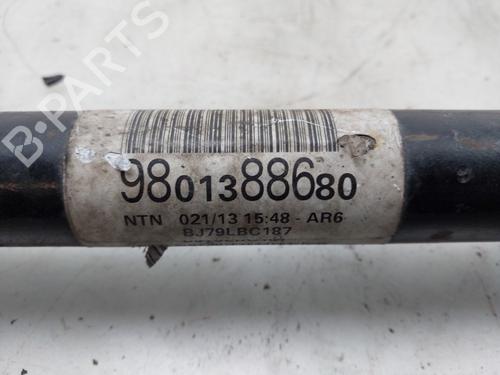 B-PARTS
9801388680
NTN 021/13 15:48 - AR6
BJ79LBC187